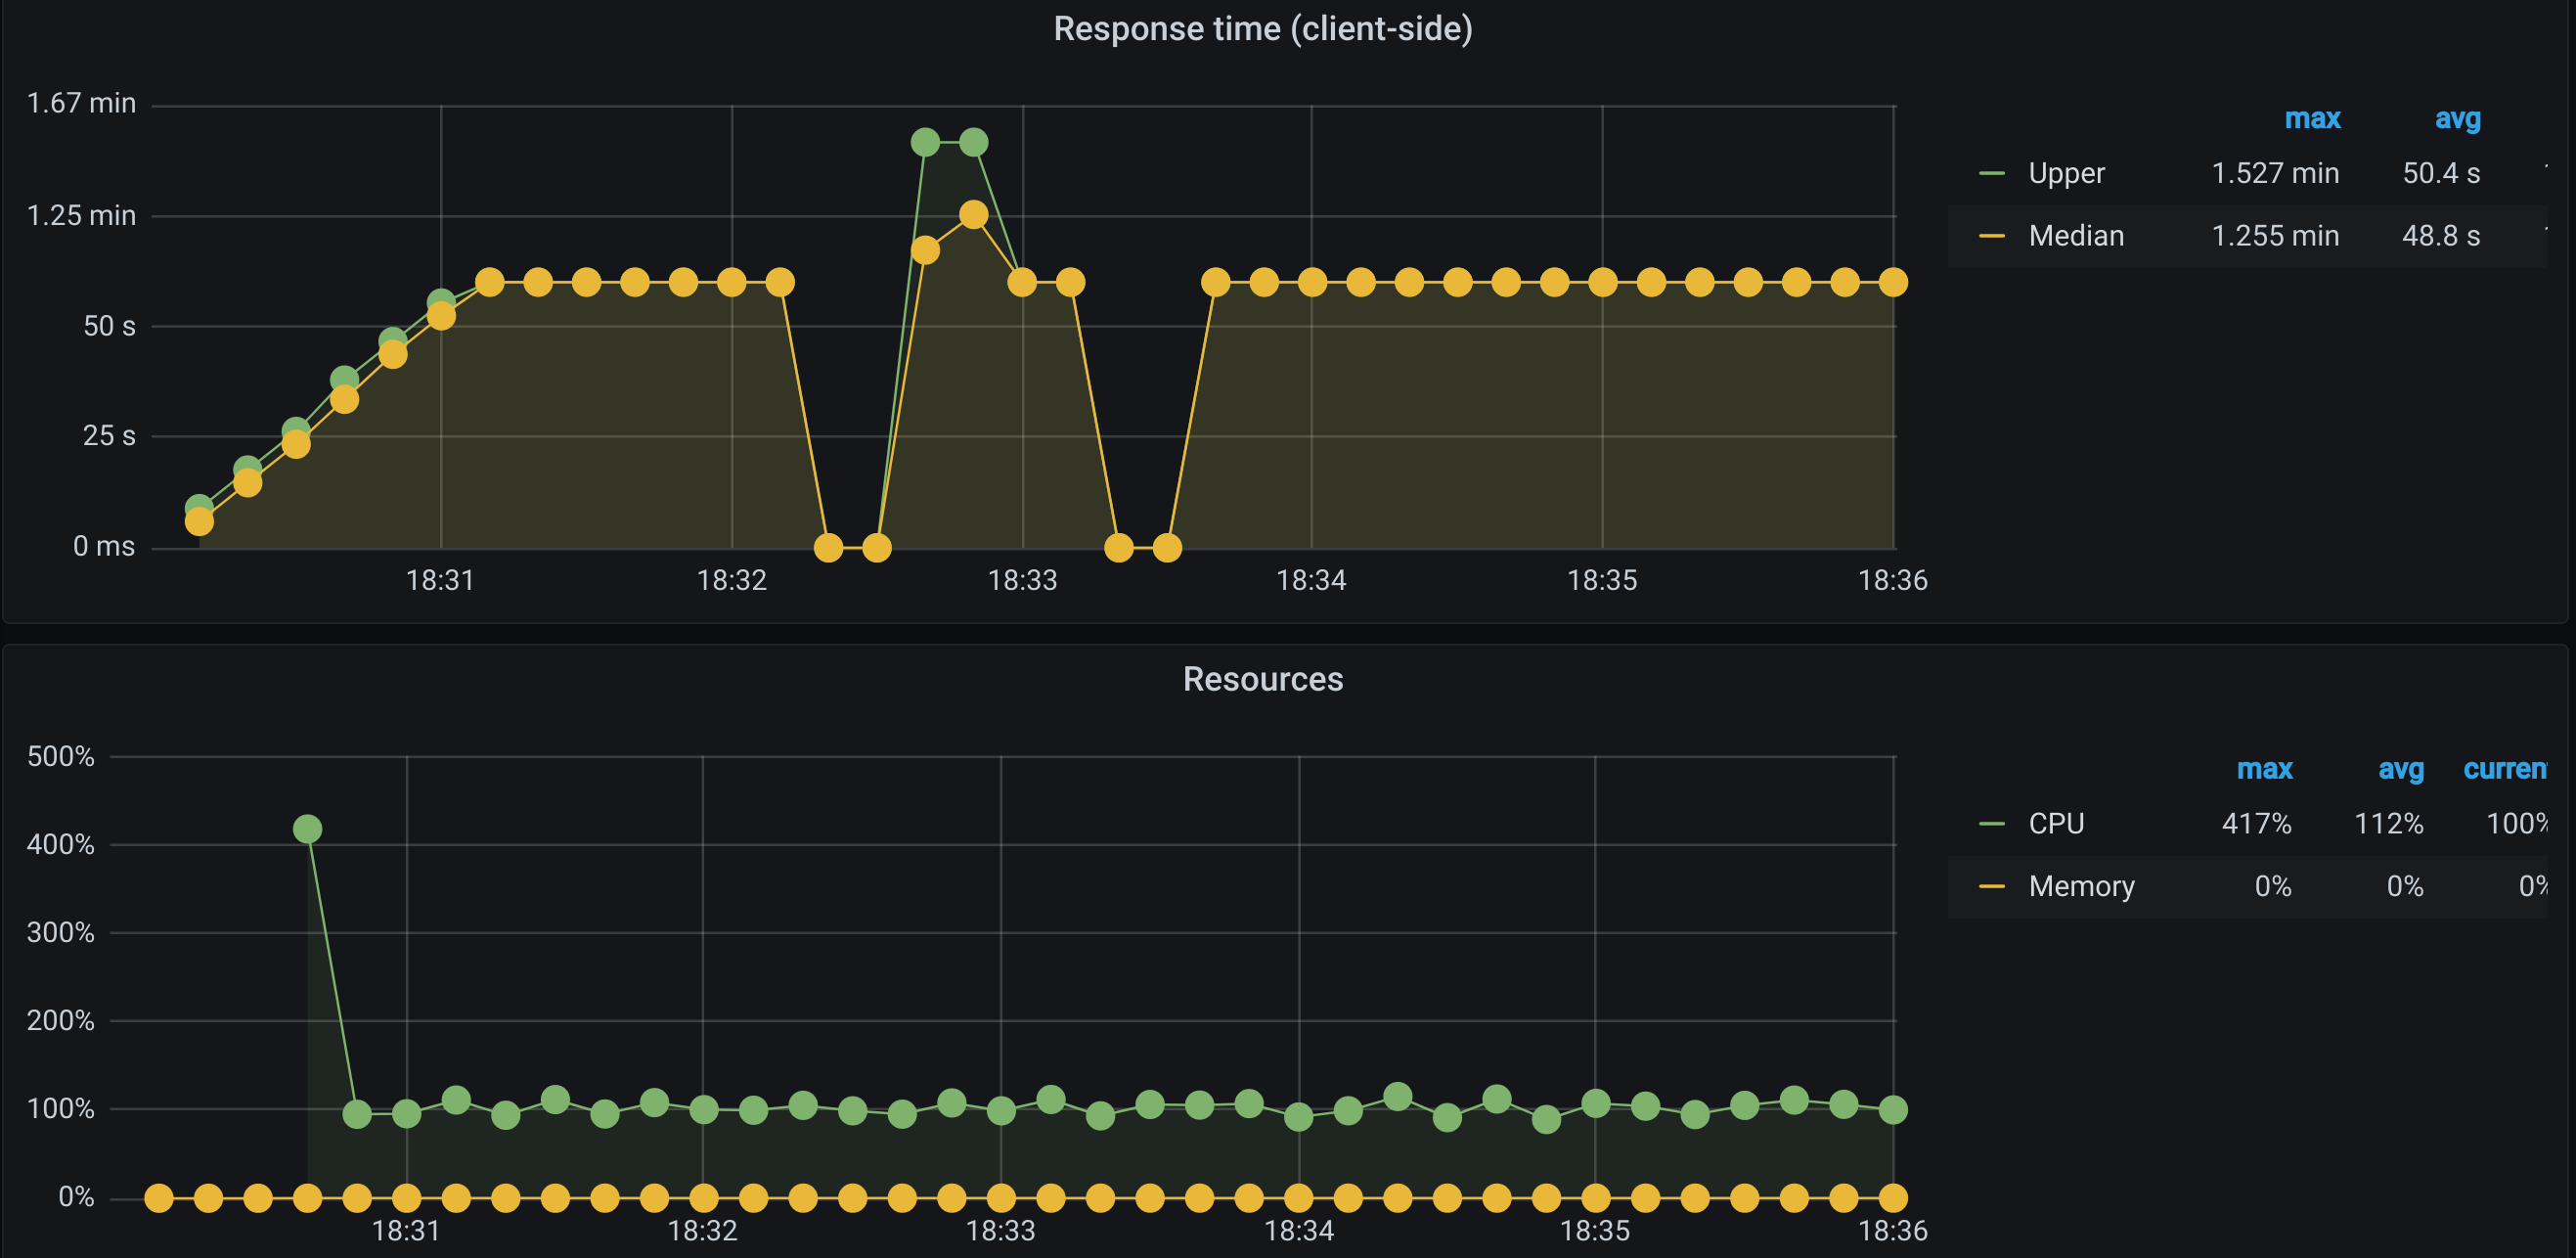 Response time (client-side)
1.67 min
1.25 min
50 s
25 s
0 ms
18:31 18:32 18:33 18:34 18:35 18:36
max avg
Upper 1.527 min 50.4 s
Median 1.255 min 48.8 s
Resources
500%
400%
300%
200%
100%
0%
18:31 18:32 18:33 18:34 18:35 18:36
max avg curren
CPU 417% 112% 100%
Memory 0% 0% 0%